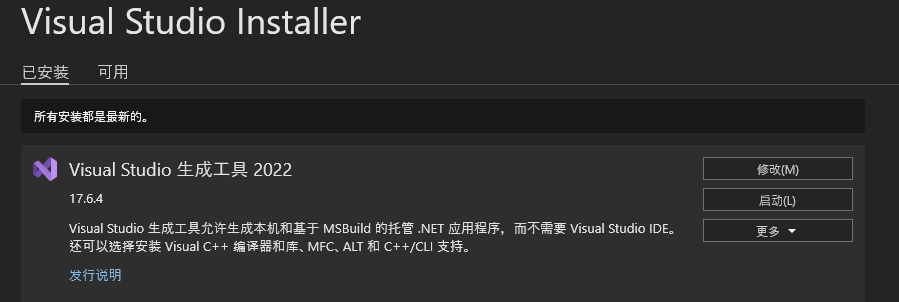 Visual Studio Installer
已安装 可用
所有安装都是最新的。
Visual Studio 生成工具 2022
修改(M)
17.6.4
启动(L)
Visual Studio 生成工具允许生成本机和基于 MSBuild 的托管 .NET 应用程序，而不需要 Visual Studio IDE。
还可以选择安装 Visual C++ 编译器和库、MFC、ALT 和 C++/CLI 支持。
更多
发行说明